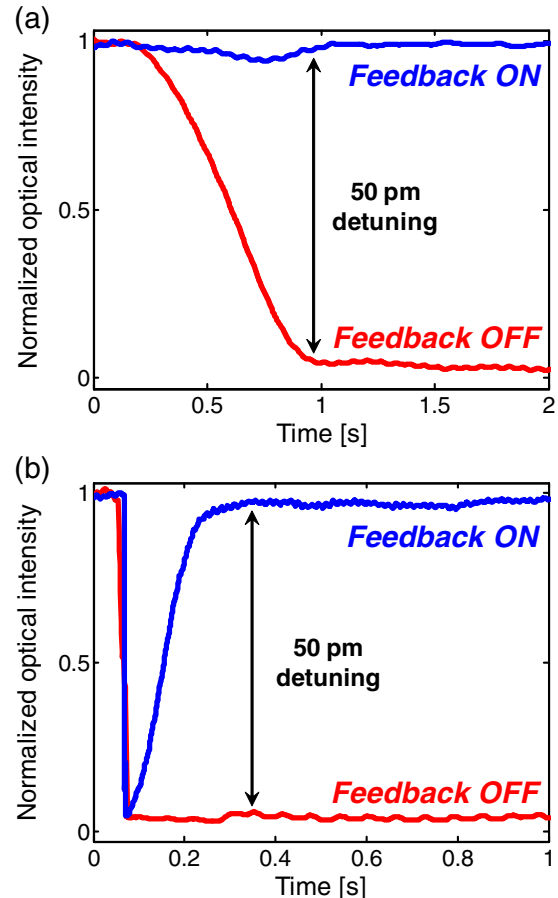 (a)
Normalized optical intensity
1
0.5
0
Feedback ON
50 pm
detuning
Feedback OFF
0
0.5
1
1.5
2
Time [s]
(b)
Normalized optical intensity
1
0.5
0
Feedback ON
50 pm
detuning
Feedback OFF
0
0.2
0.4
0.6
0.8
1
Time [s]